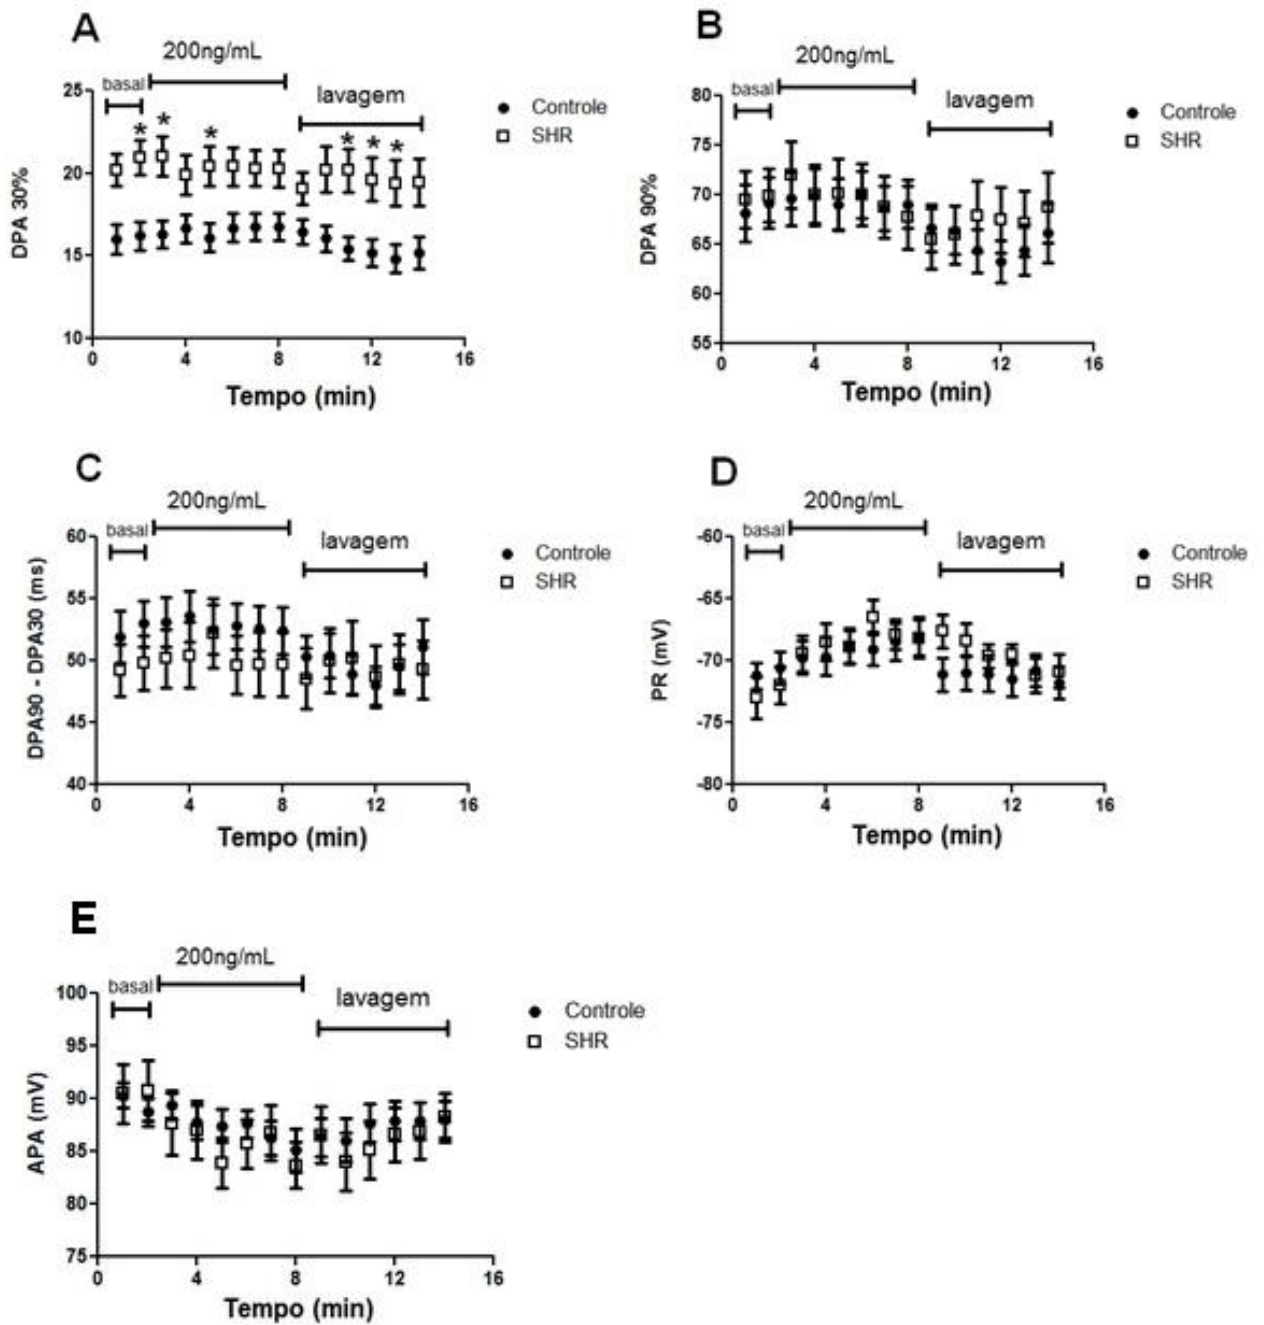 A
200ng/mL
basal
lavagem
Controle
SHR
* * *
* * *
DPA 30%
25
20
15
10
0 4 8 12 16
Tempo (min)
B
200ng/mL
basal
lavagem
Controle
SHR
DPA 90%
80
75
70
65
60
55
0 4 8 12 16
Tempo (min)
C
200ng/mL
basal
lavagem
Controle
SHR
DPA90 - DPA30 (ms)
60
55
50
45
40
0 4 8 12 16
Tempo (min)
D
200ng/mL
basal
lavagem
Controle
SHR
PR (mV)
-60
-65
-70
-75
-80
0 4 8 12 16
Tempo (min)
E
200ng/mL
basal
lavagem
Controle
SHR
APA (mV)
100
95
90
85
80
75
0 4 8 12 16
Tempo (min)